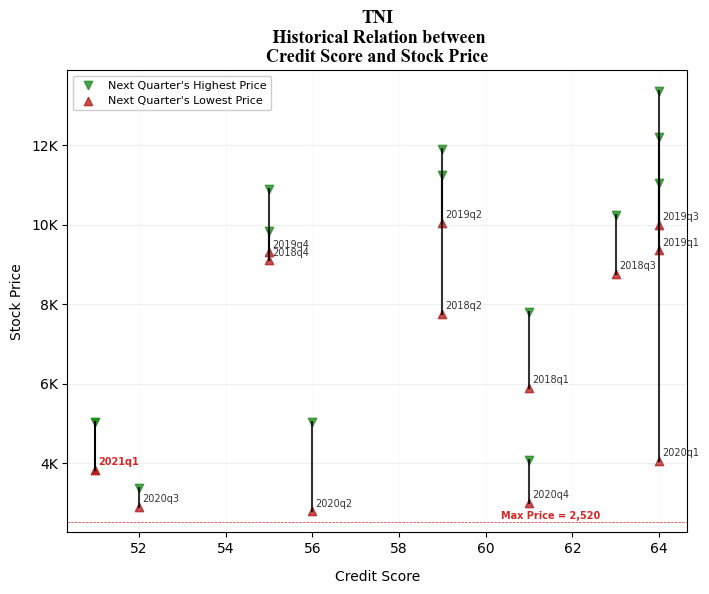 TNI
Historical Relation between
Credit Score and Stock Price
Next Quarter's Highest Price
Next Quarter's Lowest Price
12K
10K
8K
6K
4K
Stock Price
2019q4
2018q4
2019q2
2018q2
2018q3
2019q3
2019q1
2018q1
2020q1
2021q1
2020q3
2020q2
2020q4
Max Price = 2,520
52
54
56
58
60
62
64
Credit Score